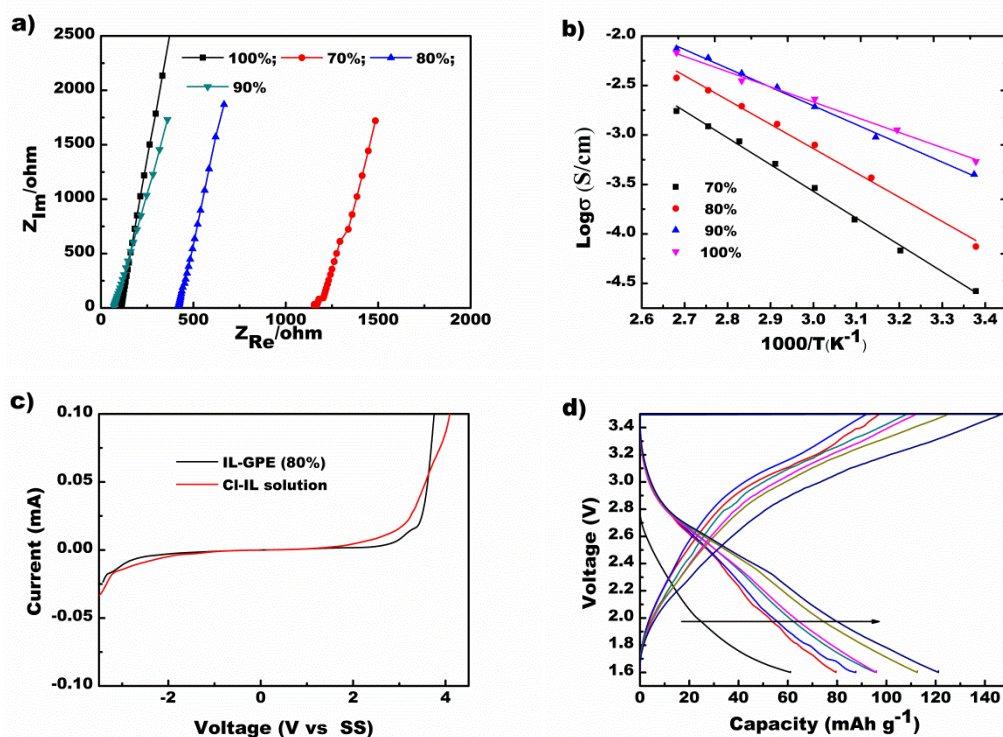 a)
2500
2000
1500
1000
500
0
Z_Im/ohm
100%; 70%; 80%;
90%
0 500 1000 1500 2000
Z_Re/ohm
b)
-2.0
-2.5
-3.0
-3.5
-4.0
-4.5
Logσ (S/cm)
70%
80%
90%
100%
2.6 2.7 2.8 2.9 3.0 3.1 3.2 3.3 3.4
1000/T(K⁻¹)
c)
0.10
0.05
0.00
-0.05
-0.10
Current (mA)
IL-GPE (80%)
Cl-IL solution
-2 0 2 4
Voltage (V vs SS)
d)
3.4
3.2
3.0
2.8
2.6
2.4
2.2
2.0
1.8
1.6
Voltage (V)
0 20 40 60 80 100 120 140
Capacity (mAh g⁻¹)